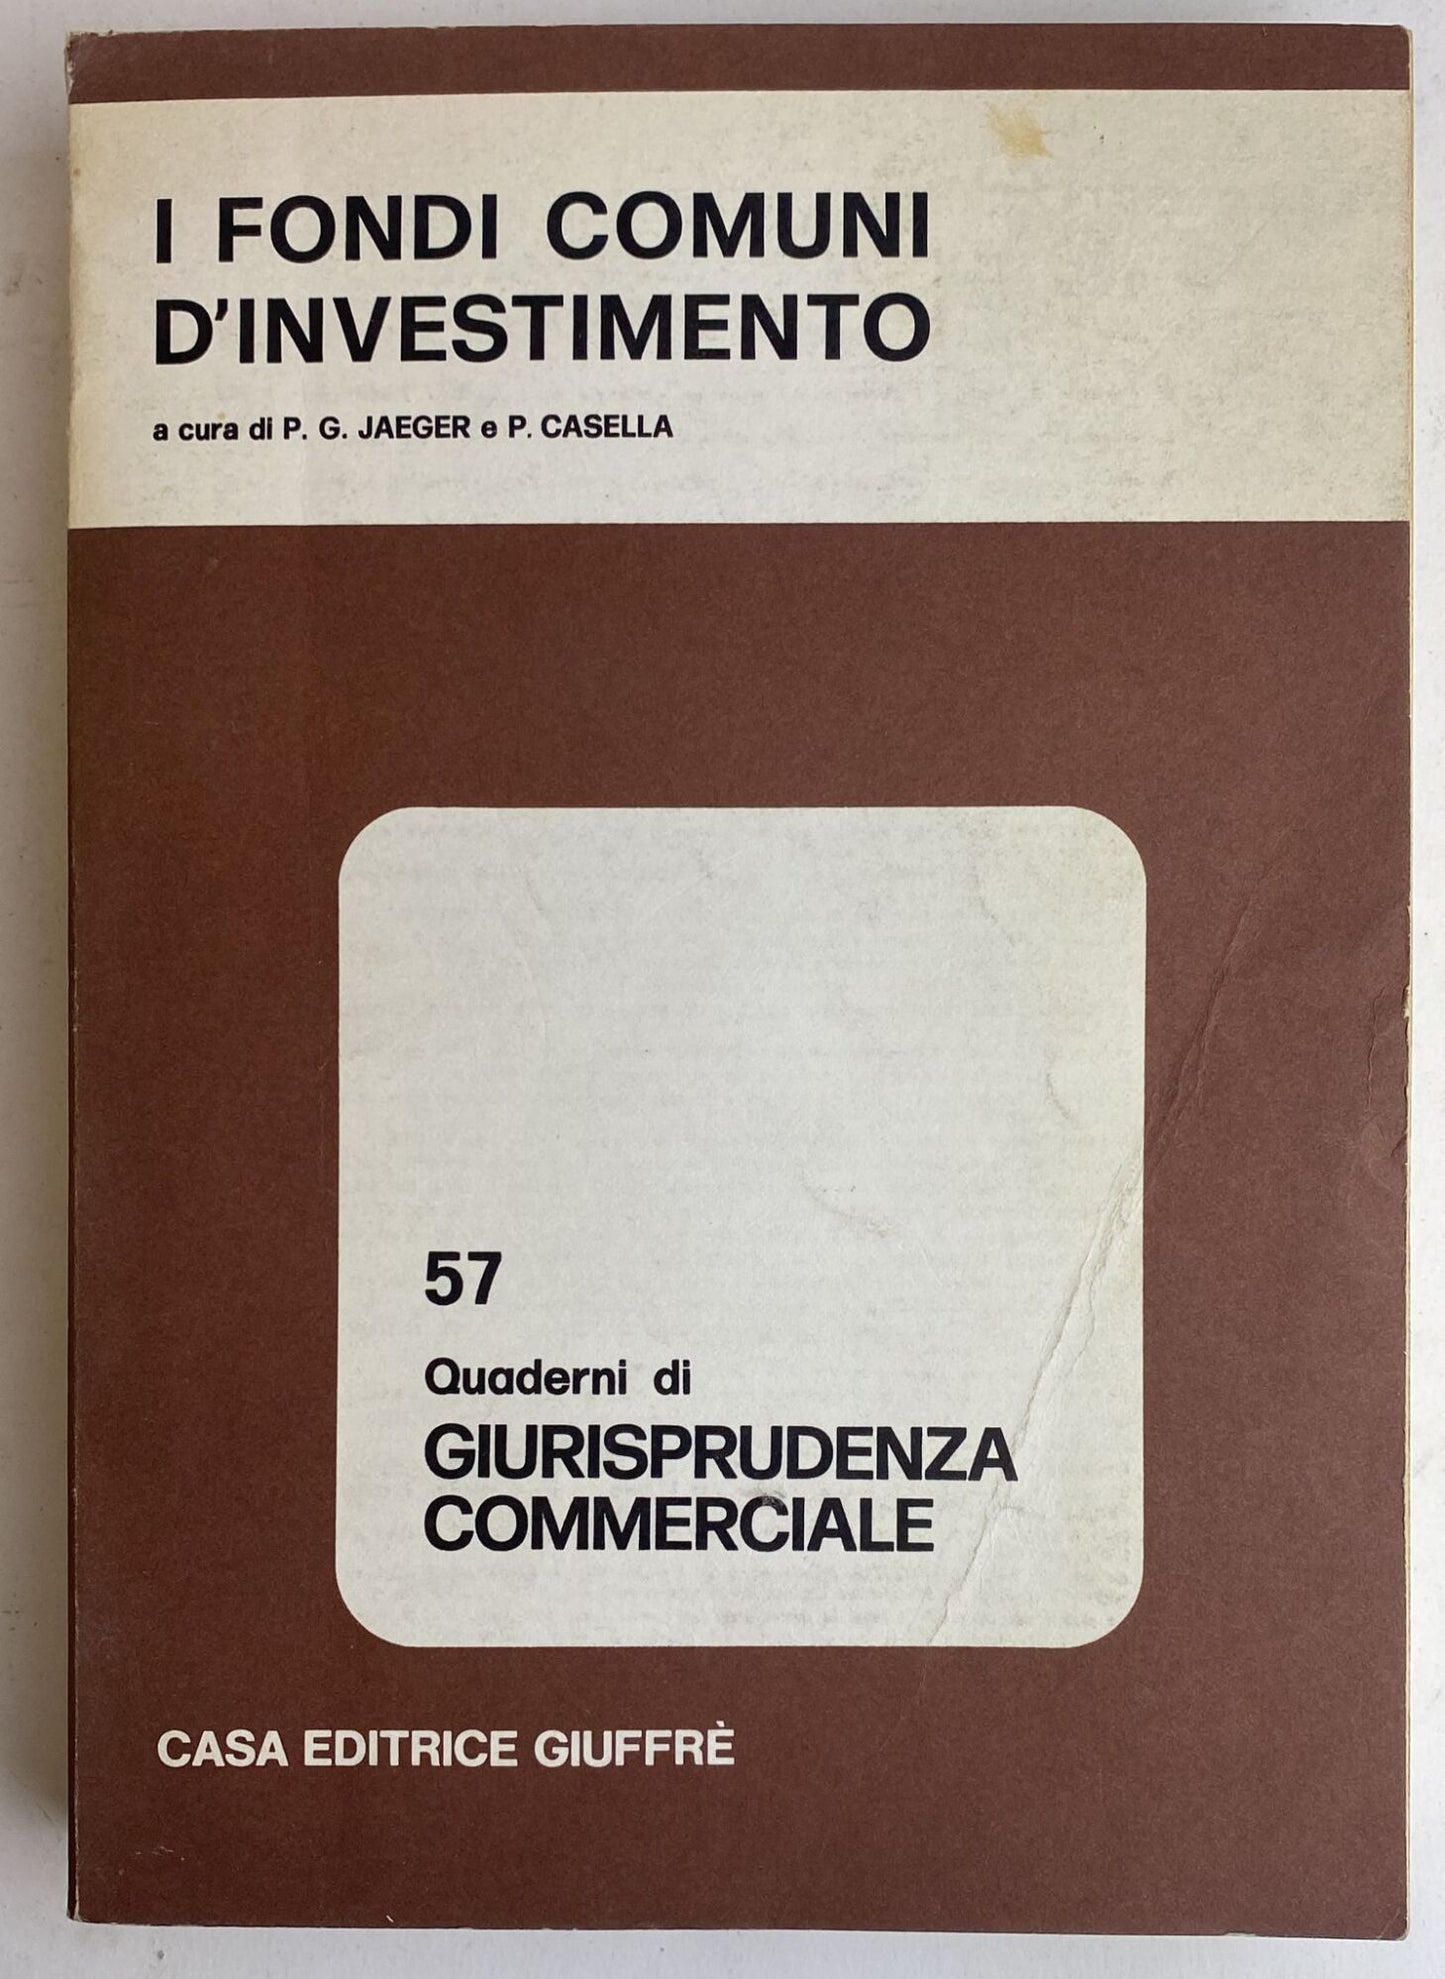 I FONDI COMUNI
D'INVESTIMENTO
a cura di P. G. JAEGER e P. CASELLA
57
Quaderni di
GIURISPRUDENZA
COMMERCIALE
CASA EDITRICE GIUFFRÈ